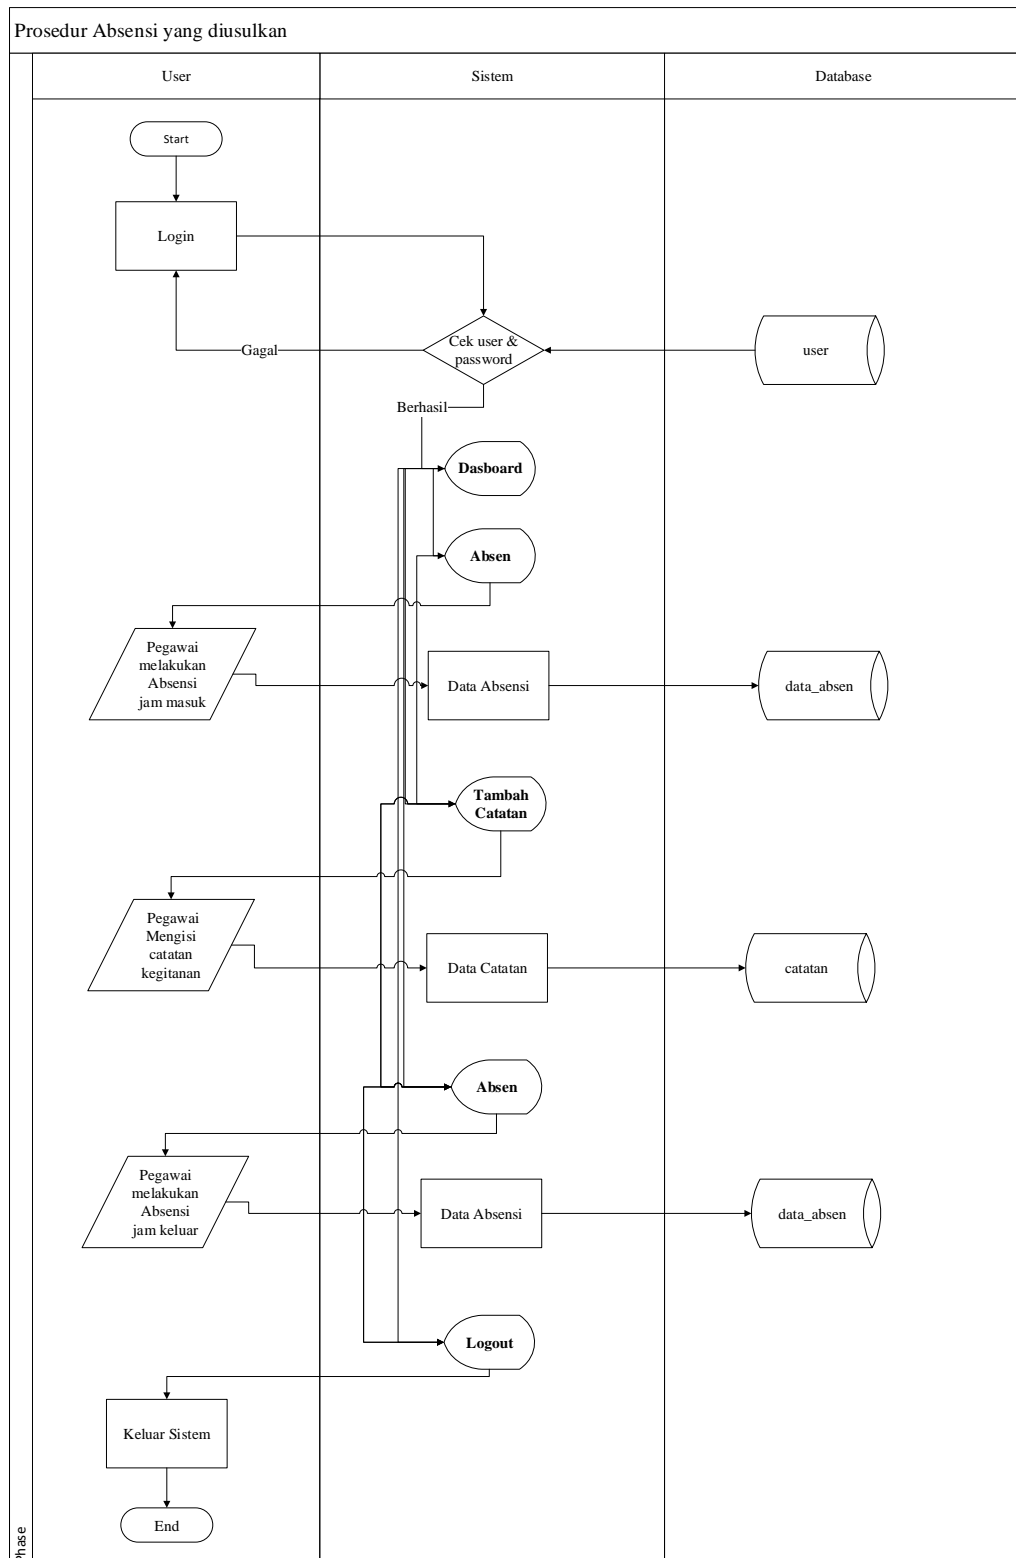 Prosedur Absensi yang diusulkan
User
Sistem
Database
Start
Login
Cek user &
password
user
Gagal
Berhasil
Dasboard
Absen
Pegawai
melakukan
Absensi
jam masuk
Data Absensi
data_absen
Tambah
Catatan
Pegawai
Mengisi
catatan
kegitanan
Data Catatan
catatan
Absen
Pegawai
melakukan
Absensi
jam keluar
Data Absensi
data_absen
Logout
Keluar Sistem
End
Phase